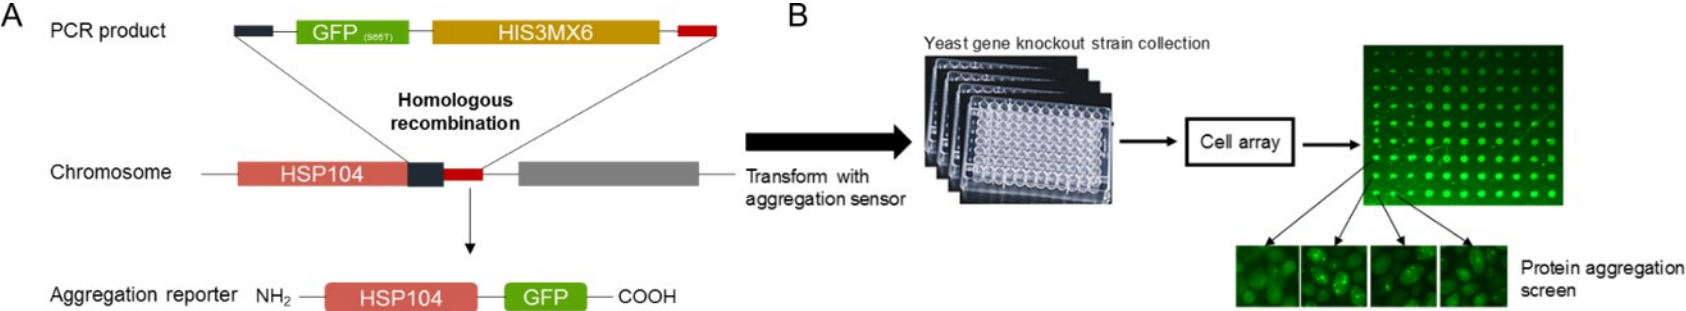 A
PCR product
GFP (S65T)
HIS3MX6
Homologous
recombination
Chromosome
HSP104
Aggregation reporter
NH2
HSP104
GFP
COOH
B
Transform with
aggregation sensor
Yeast gene knockout strain collection
Cell array
Protein aggregation
screen